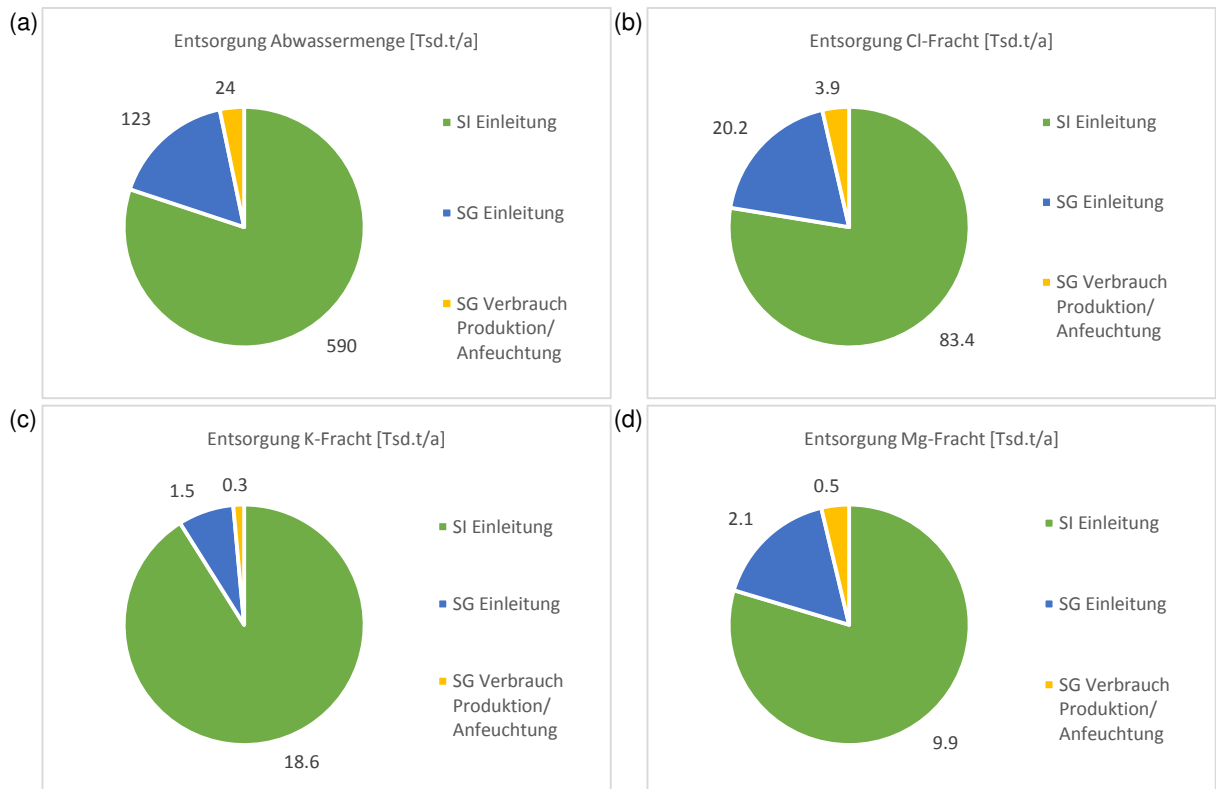 (a)
Entsorgung Abwassermenge [Tsd.t/a]
24
123
590
SI Einleitung
SG Einleitung
SG Verbrauch
Produktion/
Anfeuchtung
(b)
Entsorgung Cl-Fracht [Tsd.t/a]
3.9
20.2
83.4
SI Einleitung
SG Einleitung
SG Verbrauch
Produktion/
Anfeuchtung
(c)
Entsorgung K-Fracht [Tsd.t/a]
0.3
1.5
18.6
SI Einleitung
SG Einleitung
SG Verbrauch
Produktion/
Anfeuchtung
(d)
Entsorgung Mg-Fracht [Tsd.t/a]
0.5
2.1
9.9
SI Einleitung
SG Einleitung
SG Verbrauch
Produktion/
Anfeuchtung